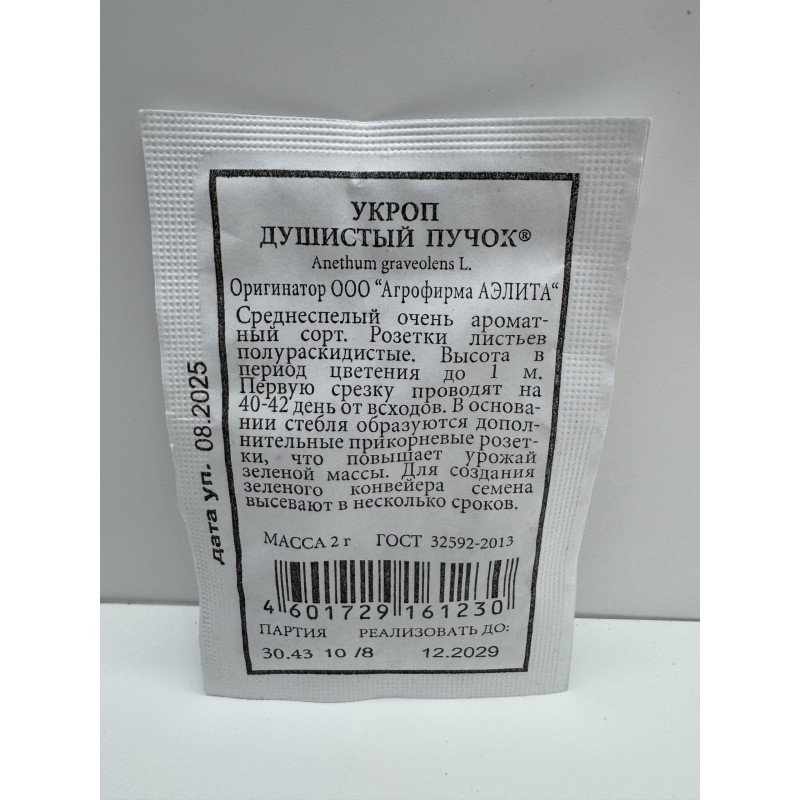 УКРОП
ДУШИСТЫЙ ПУЧОК®
Anethum graveolens L.
Оригинатор ООО "Агрофирма АЭЛИТА"
Среднеспелый очень аромат-
ный сорт. Розетки листьев
полураскидистые. Высота в
период цветения до 1 м.
Первую срезку проводят на
40-42 день от всходов. В основа-
нии стебля образуются допол-
нительные прикорневые розет-
ки, что повышает урожай
зеленой массы. Для создания
зеленого конвейера семена
высевают в несколько сроков.
МАССА 2 г ГОСТ 32592-2013
4 601729 161230
ПАРТИЯ РЕАЛИЗОВАТЬ ДО:
30.43 10 /8 12.2029
дата уп. 08.2025